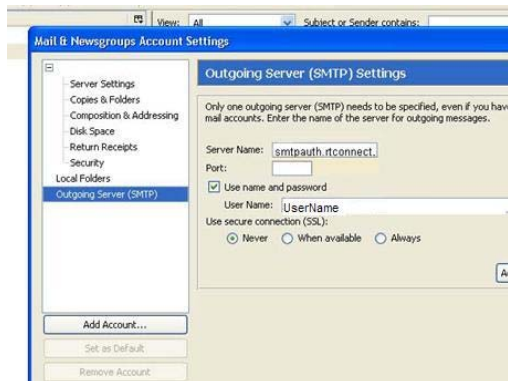 View: All Subject or Sender contains:
Mail & Newsgroups Account Settings
Server Settings
Copies & Folders
Composition & Addressing
Disk Space
Return Receipts
Security
Local Folders
Outgoing Server (SMTP)
Add Account...
Set as Default
Remove Account
Outgoing Server (SMTP) Settings
Only one outgoing server (SMTP) needs to be specified, even if you have
mail accounts. Enter the name of the server for outgoing messages.
Server Name: smtpauth.rtconnect.
Port:
Use name and password
User Name: UserName
Use secure connection (SSL):
Never When available Always